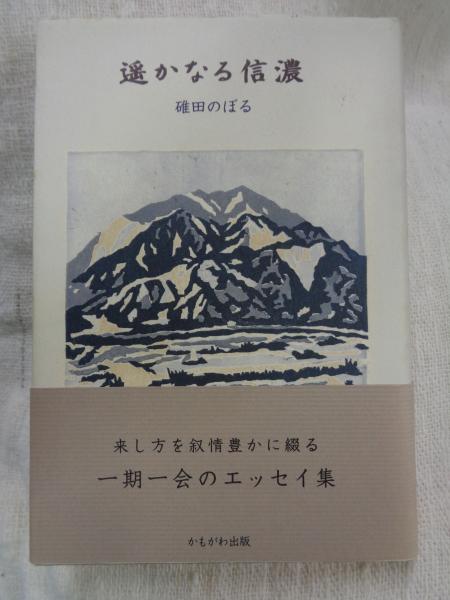 遥かなる信濃
碓田のぼる
来し方を叙情豊かに綴る
一期一会のエッセイ集
かもがわ出版